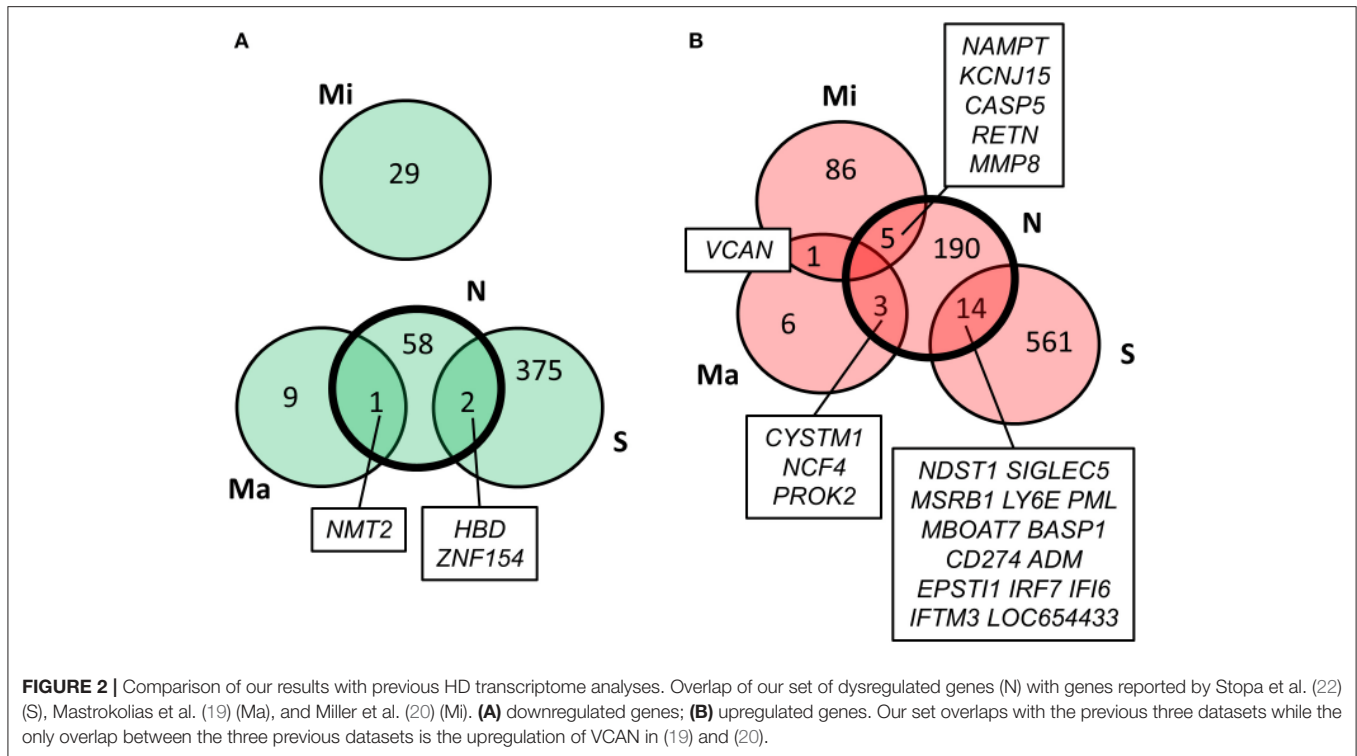 A
Mi
29
N
58
375
9
1
2
S
Ma
NMT2
HBD
ZNF154
B
NAMPT
KCNJ15
CASP5
RETN
MMP8
Mi
86
N
5
190
VCAN
1
3
14
6
561
S
Ma
CYSTM1
NCF4
PROK2
NDST1 SIGLEC5
MSRB1 LY6E PML
MBOAT7 BASP1
CD274 ADM
EPSTI1 IRF7 IFI6
IFTM3 LOC654433
FIGURE 2 | Comparison of our results with previous HD transcriptome analyses. Overlap of our set of dysregulated genes (N) with genes reported by Stopa et al. (22)
(S), Mastrokolias et al. (19) (Ma), and Miller et al. (20) (Mi). (A) downregulated genes; (B) upregulated genes. Our set overlaps with the previous three datasets while the
only overlap between the three previous datasets is the upregulation of VCAN in (19) and (20).